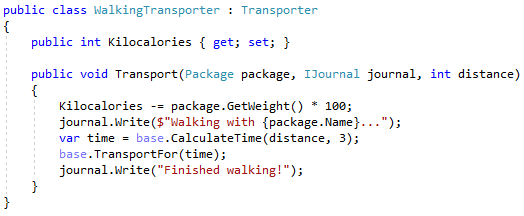 public class WalkingTransporter : Transporter
{
    public int Kilocalories { get; set; }
    public void Transport(Package package, IJournal journal, int distance)
    {
        Kilocalories -= package.GetWeight() * 100;
        journal.Write($"Walking with {package.Name}...");
        var time = base.CalculateTime(distance, 3);
        base.TransportFor(time);
        journal.Write("Finished walking!");
    }
}